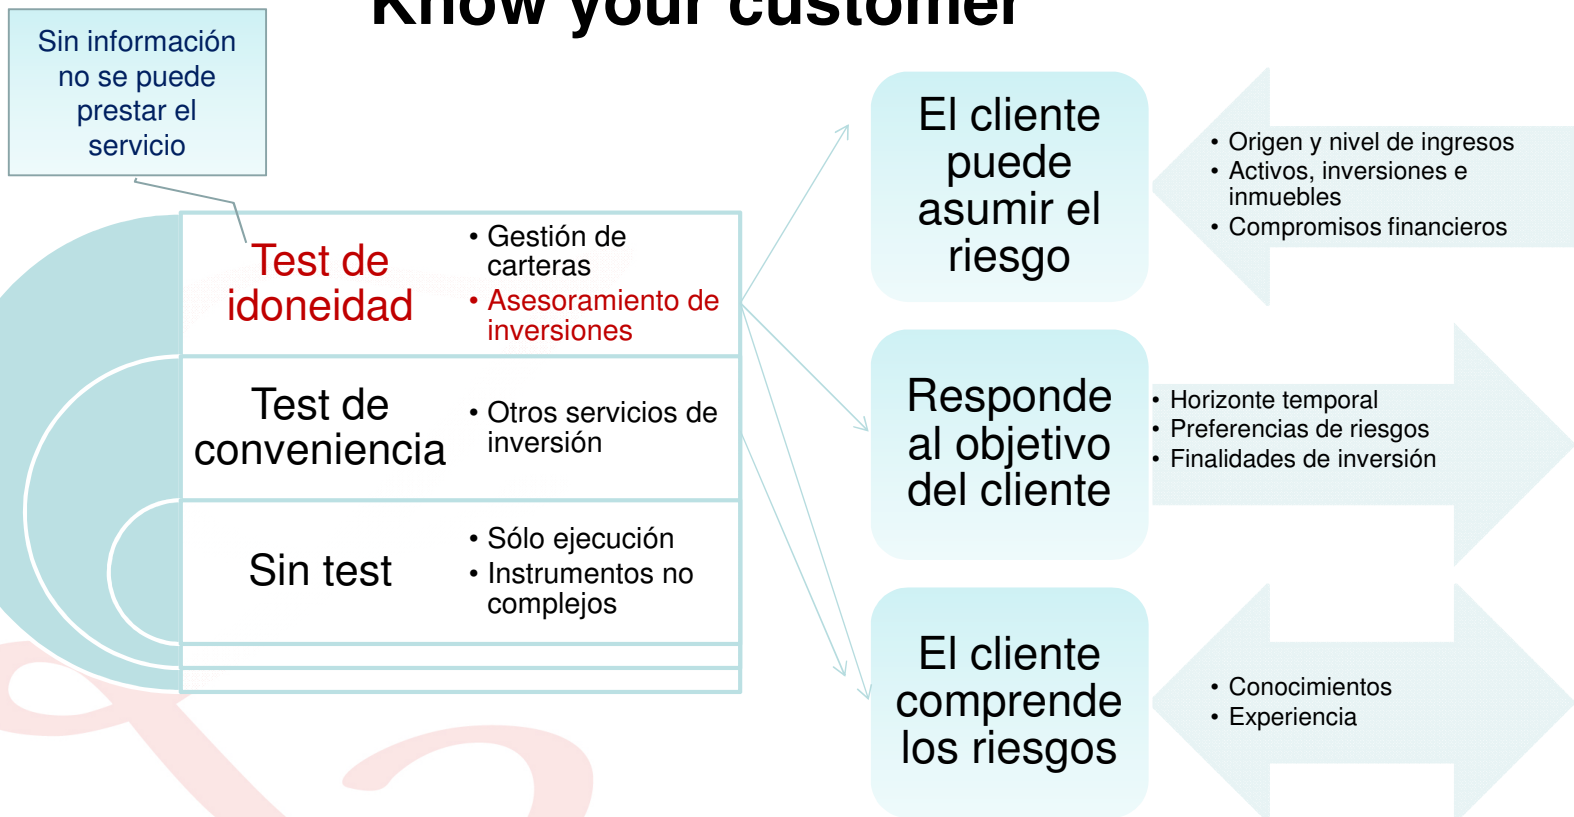 Know your customer
Sin información
no se puede
prestar el
servicio
Test de
idoneidad
• Gestión de
carteras
• Asesoramiento de
inversiones
Test de
conveniencia
• Otros servicios de
inversión
Sin test
• Sólo ejecución
• Instrumentos no
complejos
El cliente
puede
asumir el
riesgo
• Origen y nivel de ingresos
• Activos, inversiones e
inmuebles
• Compromisos financieros
Responde
al objetivo
del cliente
• Horizonte temporal
• Preferencias de riesgos
• Finalidades de inversión
El cliente
comprende
los riesgos
• Conocimientos
• Experiencia